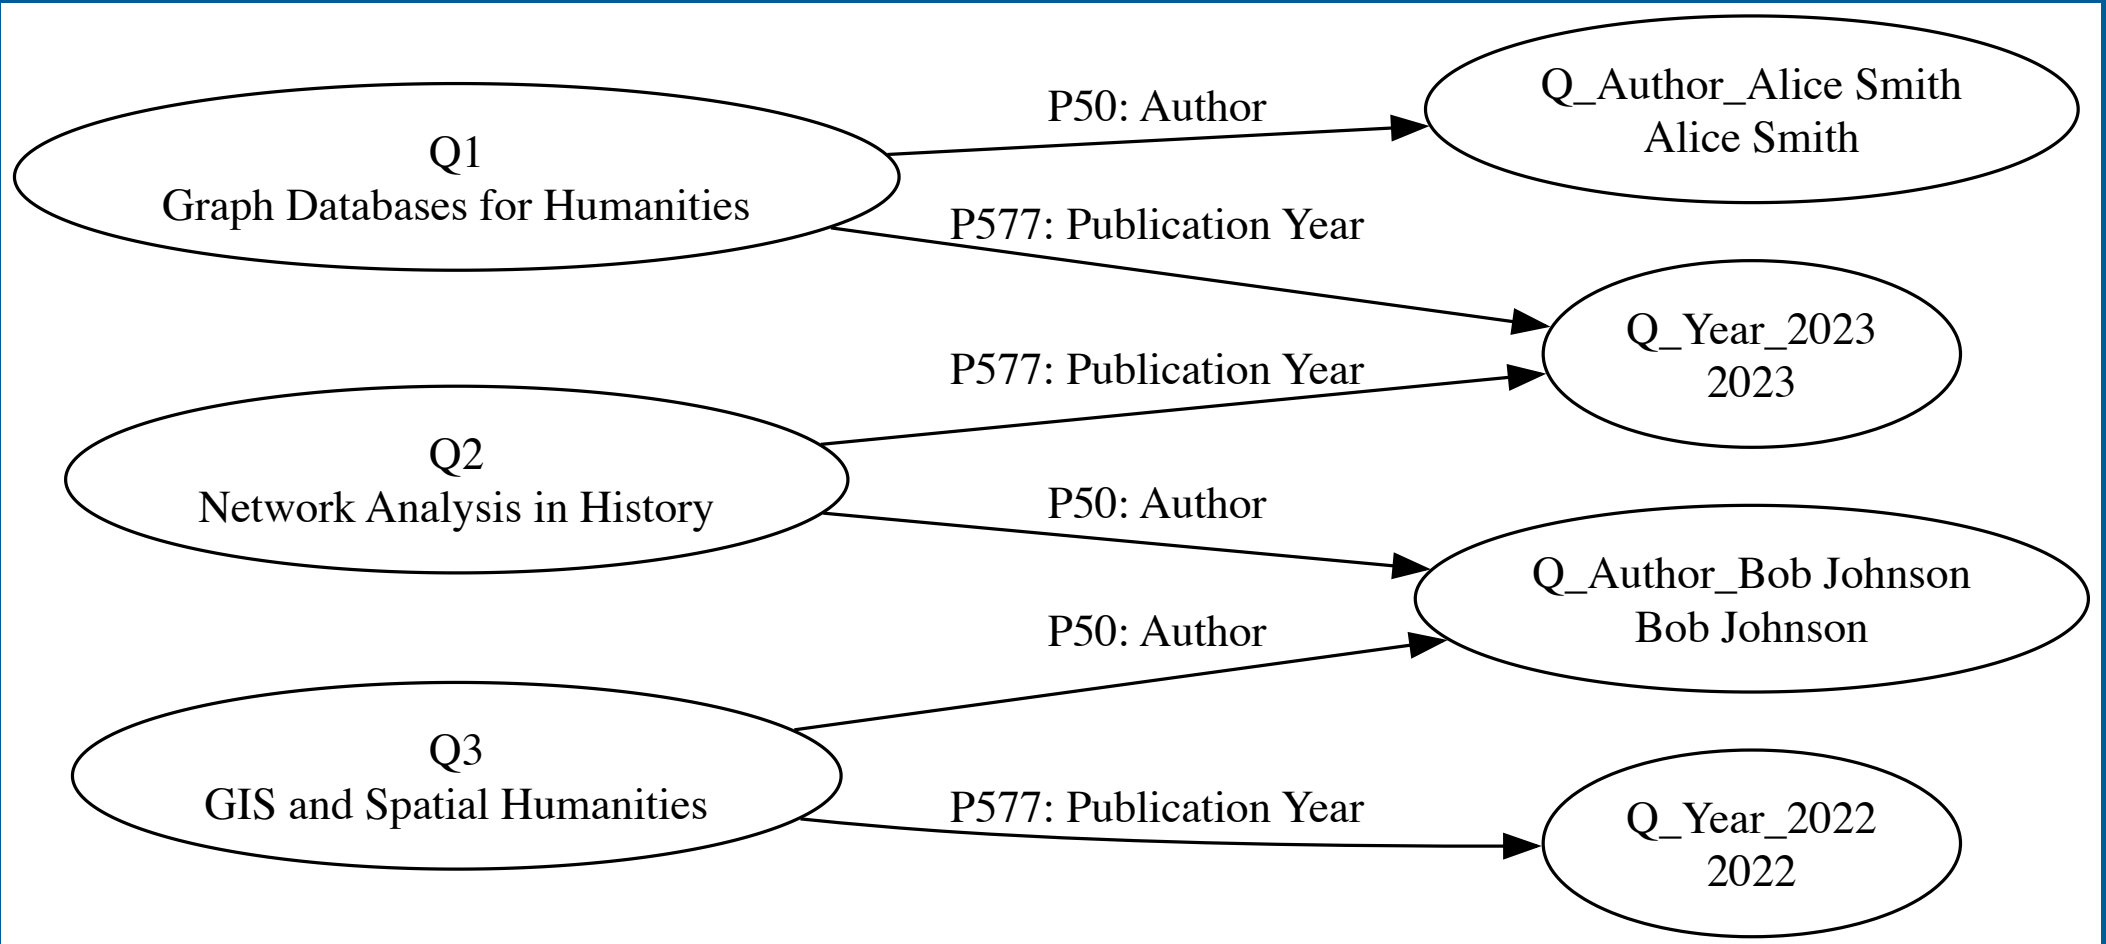 Q1
Graph Databases for Humanities
P50: Author
Q_Author_Alice Smith
Alice Smith
P577: Publication Year
Q_Year_2023
2023
P577: Publication Year
Q2
Network Analysis in History
P50: Author
Q_Author_Bob Johnson
Bob Johnson
P50: Author
Q3
GIS and Spatial Humanities
P577: Publication Year
Q_Year_2022
2022